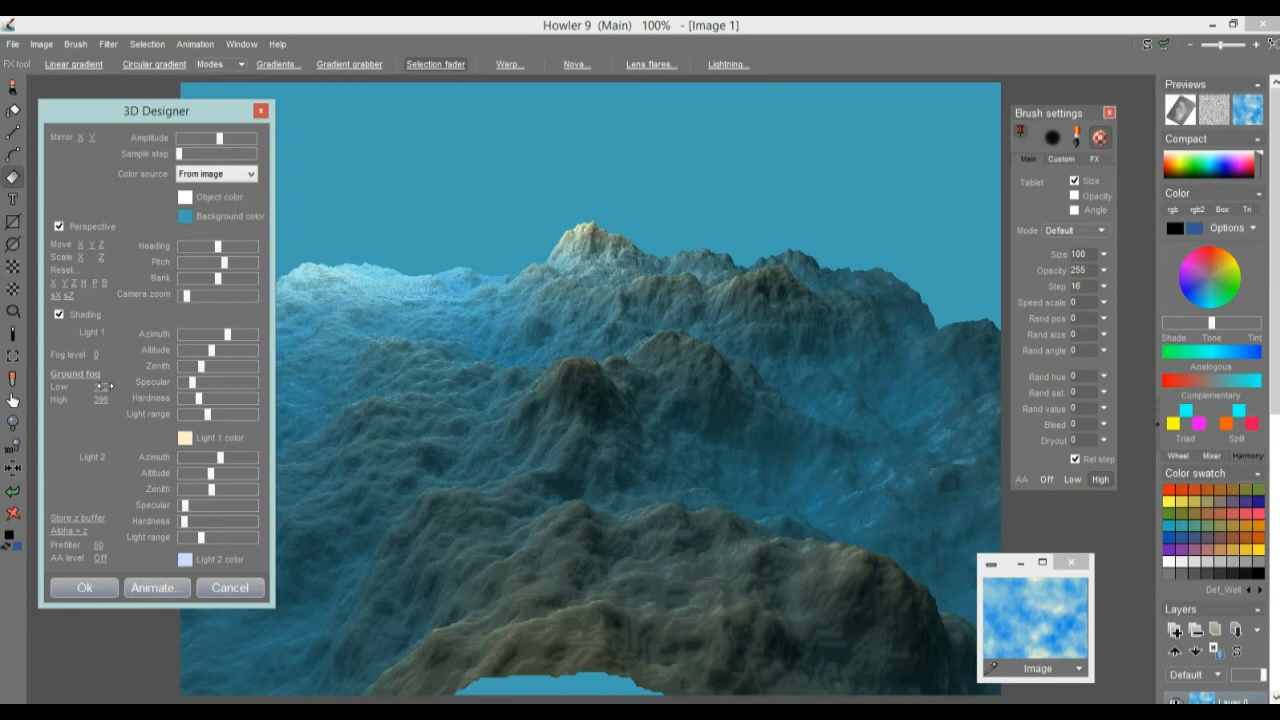 Howler 9 (Main) 100% - [Image 1]
File Image Brush Filter Selection Animation Window Help
FX tool Linear gradient Circular gradient Modes Gradients... Gradient grabber Selection fader Warp... Nova... Lens flares... Lightning...
3D Designer
Mirror X Y Amplitude
Sample step
Color source From image
Object color
Background color
Perspective
Move X Y Z Heading
Scale X Z Pitch
Reset... Bank
X Y Z H P B Camera zoom
sX sZ
Shading
Light 1 Azimuth
Altitude
Fog level 0
Zenith
Ground fog
Specular
Low
High 396 Hardness
Light range
Light 1 color
Light 2 Azimuth
Altitude
Zenith
Specular
Store z buffer Hardness
Alpha = z
Prefilter 50 Light range
AA level Off Light 2 color
Ok Animate... Cancel
Brush settings
Main Custom FX
Tablet Size
Opacity
Angle
Mode Default
Size 100
Opacity 255
Step 16
Speed scale 0
Rand pos 0
Rand size 0
Rand angle 0
Rand hue 0
Rand sat. 0
Rand value 0
Bleed 0
Dryout 0
Rel step
AA Off Low High
Image
Previews
Compact
Color
rgb rgb2 Box Tri
Options
Shade Tone Tint
Analogous
Complementary
Triad Split
Wheel Mixer Harmony
Color swatch
Def_Wall
Layers
Default
Layer 0